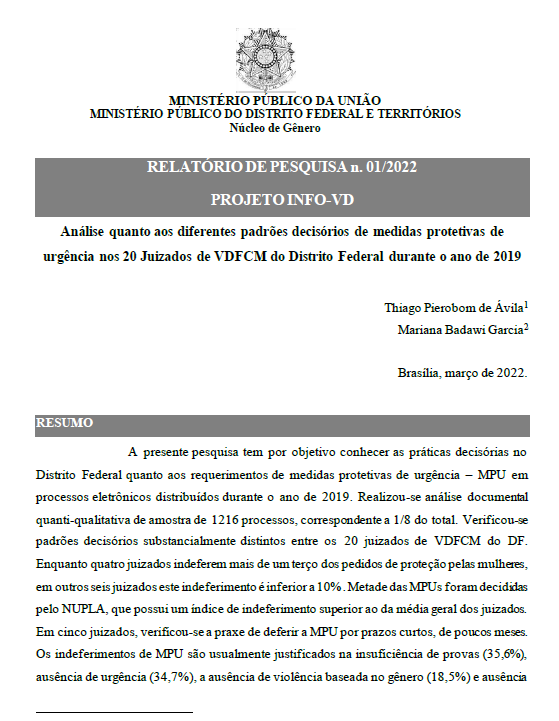 MINISTÉRIO PÚBLICO DA UNIÃO
MINISTÉRIO PÚBLICO DO DISTRITO FEDERAL E TERRITÓRIOS
Núcleo de Gênero
RELATÓRIO DE PESQUISA n. 01/2022
PROJETO INFO-VD
Análise quanto aos diferentes padrões decisórios de medidas protetivas de
urgência nos 20 Juizados de VDFCM do Distrito Federal durante o ano de 2019
Thiago Pierobom de Ávila1
Mariana Badawi Garcia2
Brasília, março de 2022.
RESUMO
A presente pesquisa tem por objetivo conhecer as práticas decisórias no
Distrito Federal quanto aos requerimentos de medidas protetivas de urgência – MPU em
processos eletrônicos distribuídos durante o ano de 2019. Realizou-se análise documental
quanti-qualitativa de amostra de 1216 processos, correspondente a 1/8 do total. Verificou-se
padrões decisórios substancialmente distintos entre os 20 juizados de VDFCM do DF.
Enquanto quatro juizados indeferem mais de um terço dos pedidos de proteção pelas mulheres,
em outros seis juizados este indeferimento é inferior a 10%. Metade das MPUs foram decididas
pelo NUPLA, que possui um índice de indeferimento superior ao da média geral dos juizados.
Em cinco juizados, verificou-se a praxe de deferir a MPU por prazos curtos, de poucos meses.
Os indeferimentos de MPU são usualmente justificados na insuficiência de provas (35,6%),
ausência de urgência (34,7%), a ausência de violência baseada no gênero (18,5%) e ausência